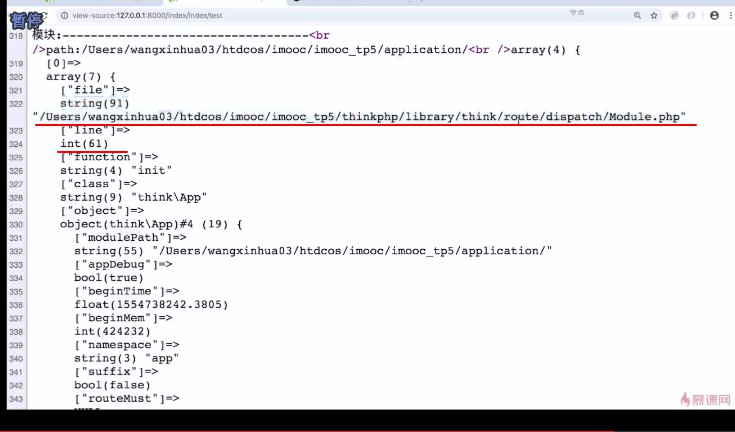 view-source:127.0.0.1:8000/index/index/test
暂停
318 模块:----------------------------------<br
/>path:/Users/wangxinhua03/htdcos/imooc/imooc_tp5/application/<br />array(4) {
319 [0]=>
320 array(7) {
321 ["file"]=>
322 string(91)
"/Users/wangxinhua03/htdcos/imooc/imooc_tp5/thinkphp/library/think/route/dispatch/Module.php"
323 ["line"]=>
324 int(61)
325 ["function"]=>
326 string(4) "init"
327 ["class"]=>
328 string(9) "think\App"
329 ["object"]=>
330 object(think\App)#4 (19) {
331 ["modulePath"]=>
332 string(55) "/Users/wangxinhua03/htdcos/imooc/imooc_tp5/application/"
333 ["appDebug"]=>
334 bool(true)
335 ["beginTime"]=>
336 float(1554738242.3805)
337 ["beginMem"]=>
338 int(424232)
339 ["namespace"]=>
340 string(3) "app"
341 ["suffix"]=>
342 bool(false)
343 ["routeMust"]=>
慕课网